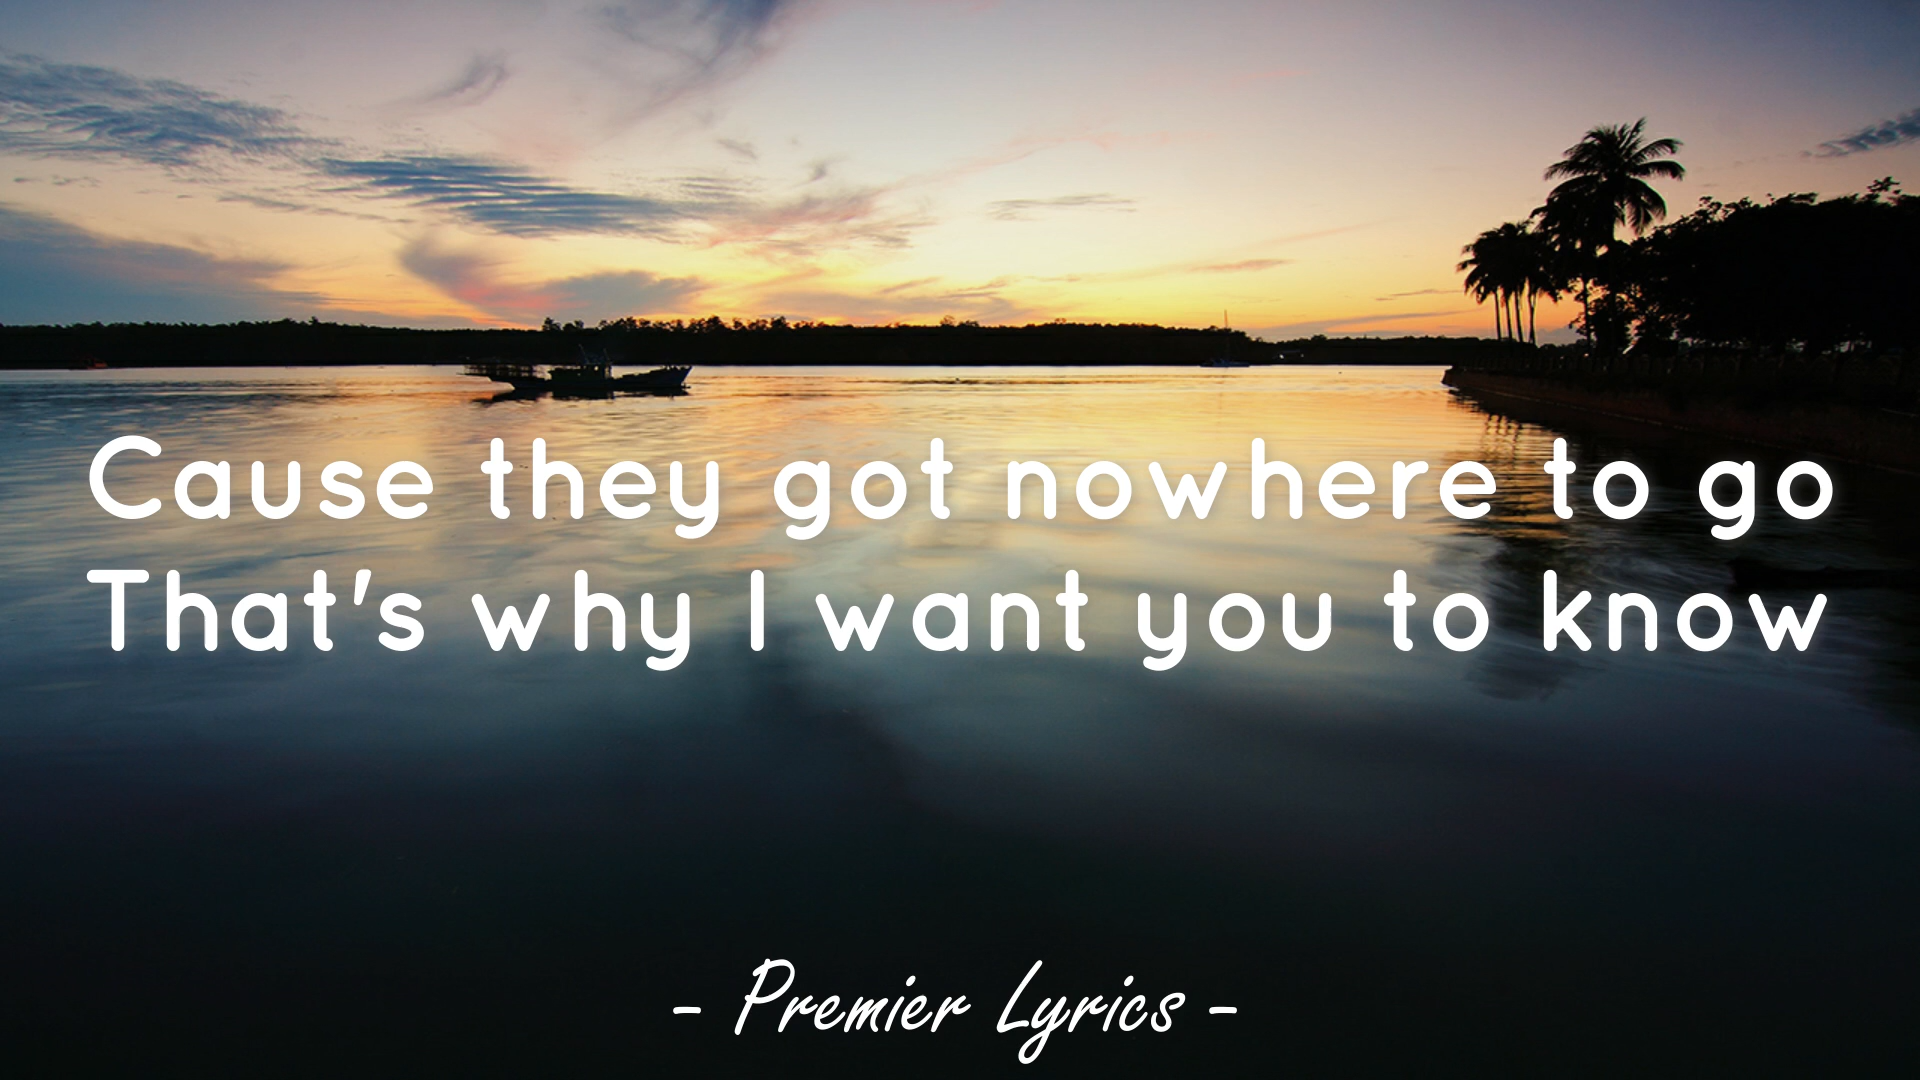 Cause they got nowhere to go
That's why I want you to know
- Premier Lyrics -